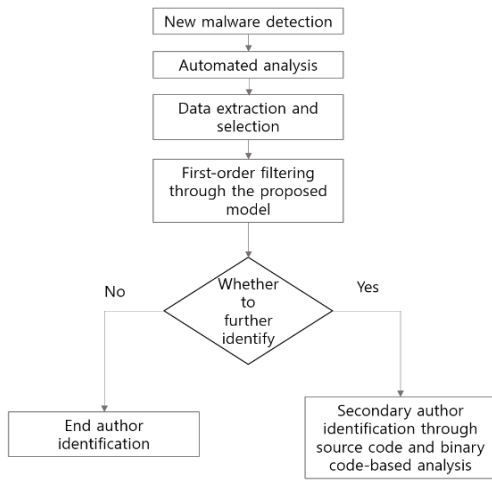 New malware detection
Automated analysis
Data extraction and
selection
First-order filtering
through the proposed
model
Whether
to
further
identify
No
Yes
End author
identification
Secondary author
identification through
source code and binary
code-based analysis